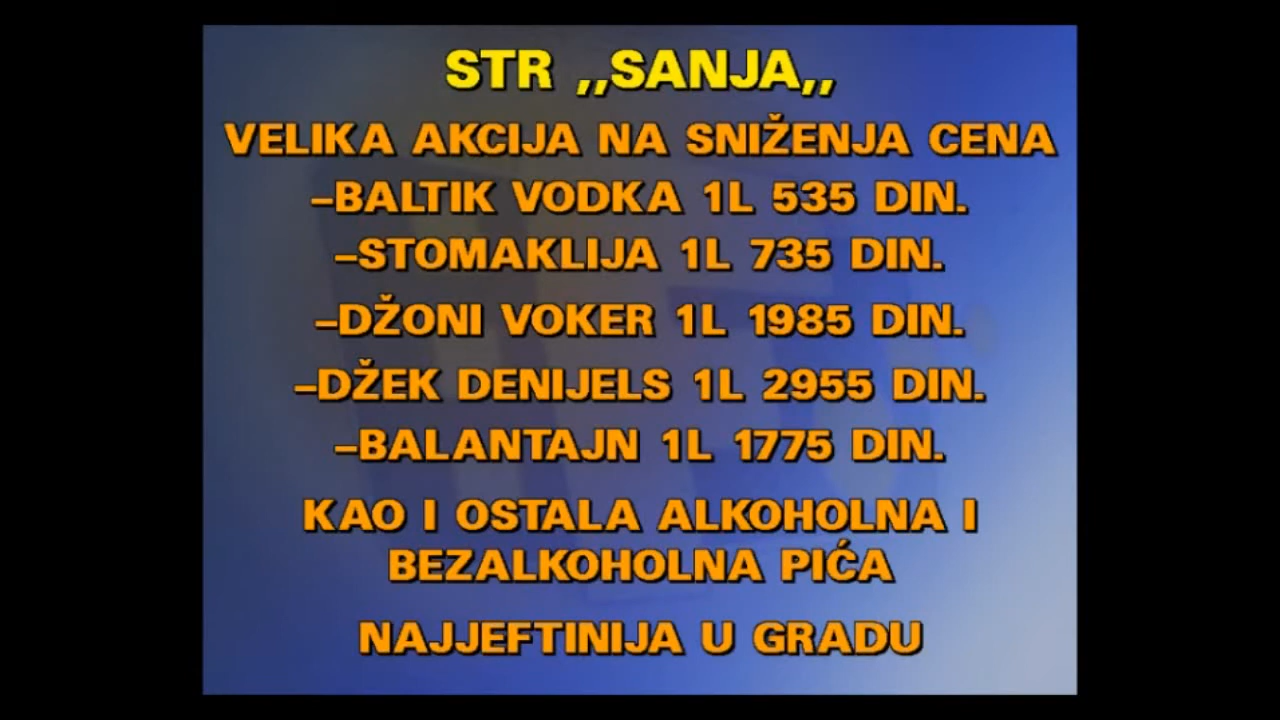 STR ,,SANJA,,
VELIKA AKCIJA NA SNIŽENJA CENA
–BALTIK VODKA 1L 535 DIN.
–STOMAKLIJA 1L 735 DIN.
–DŽONI VOKER 1L 1985 DIN.
–DŽEK DENIJELS 1L 2955 DIN.
–BALANTAJN 1L 1775 DIN.
KAO I OSTALA ALKOHOLNA I
BEZALKOHOLNA PIĆA
NAJJEFTINIJA U GRADU